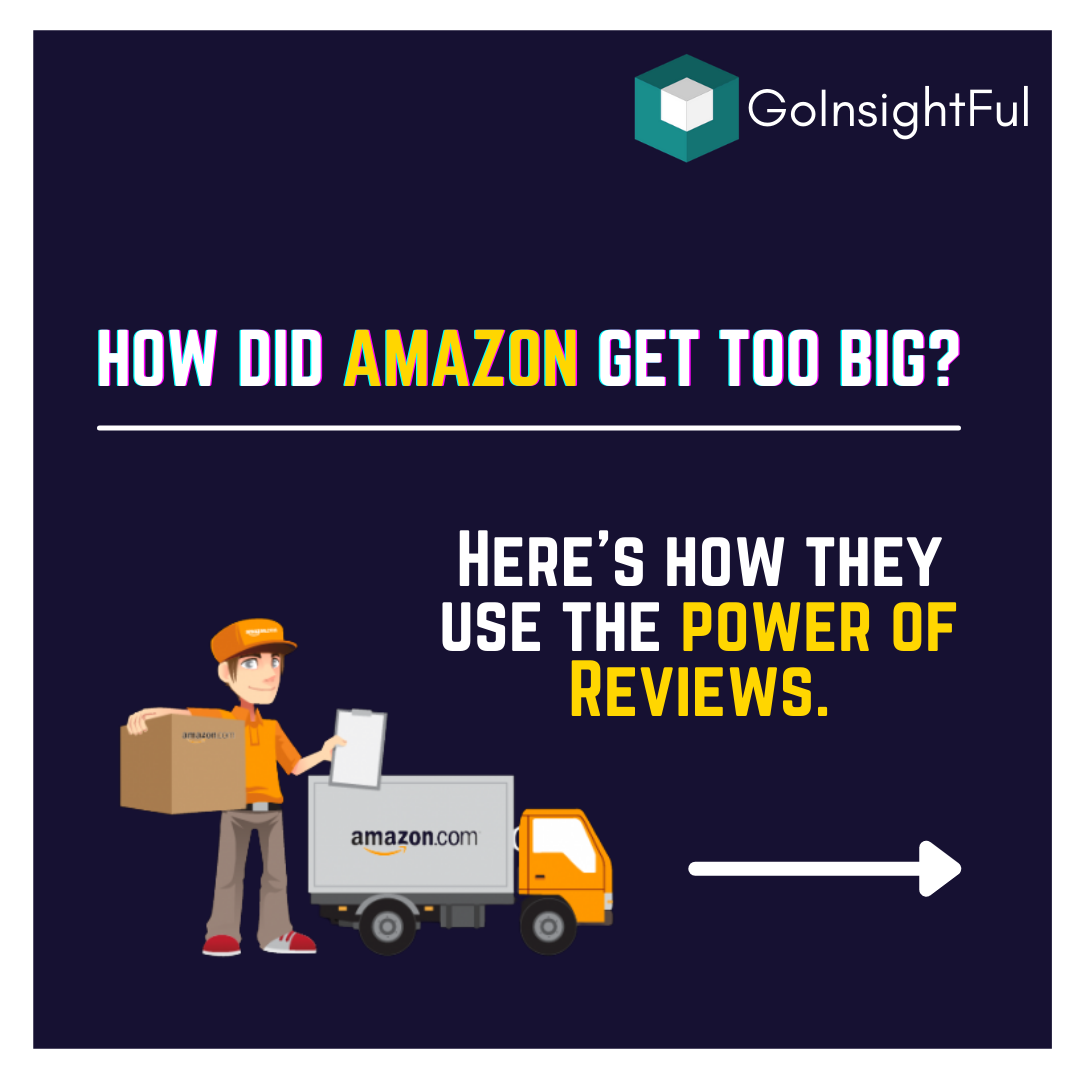 GoInsightFul
HOW DID AMAZON GET TOO BIG?
HERE'S HOW THEY
USE THE POWER OF
REVIEWS.
amazon.com
amazon.com
amazon.com